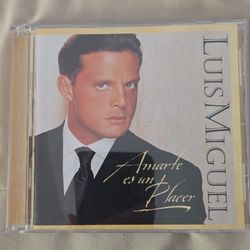 LUIS MIGUEL
Amarte
es un
Placer